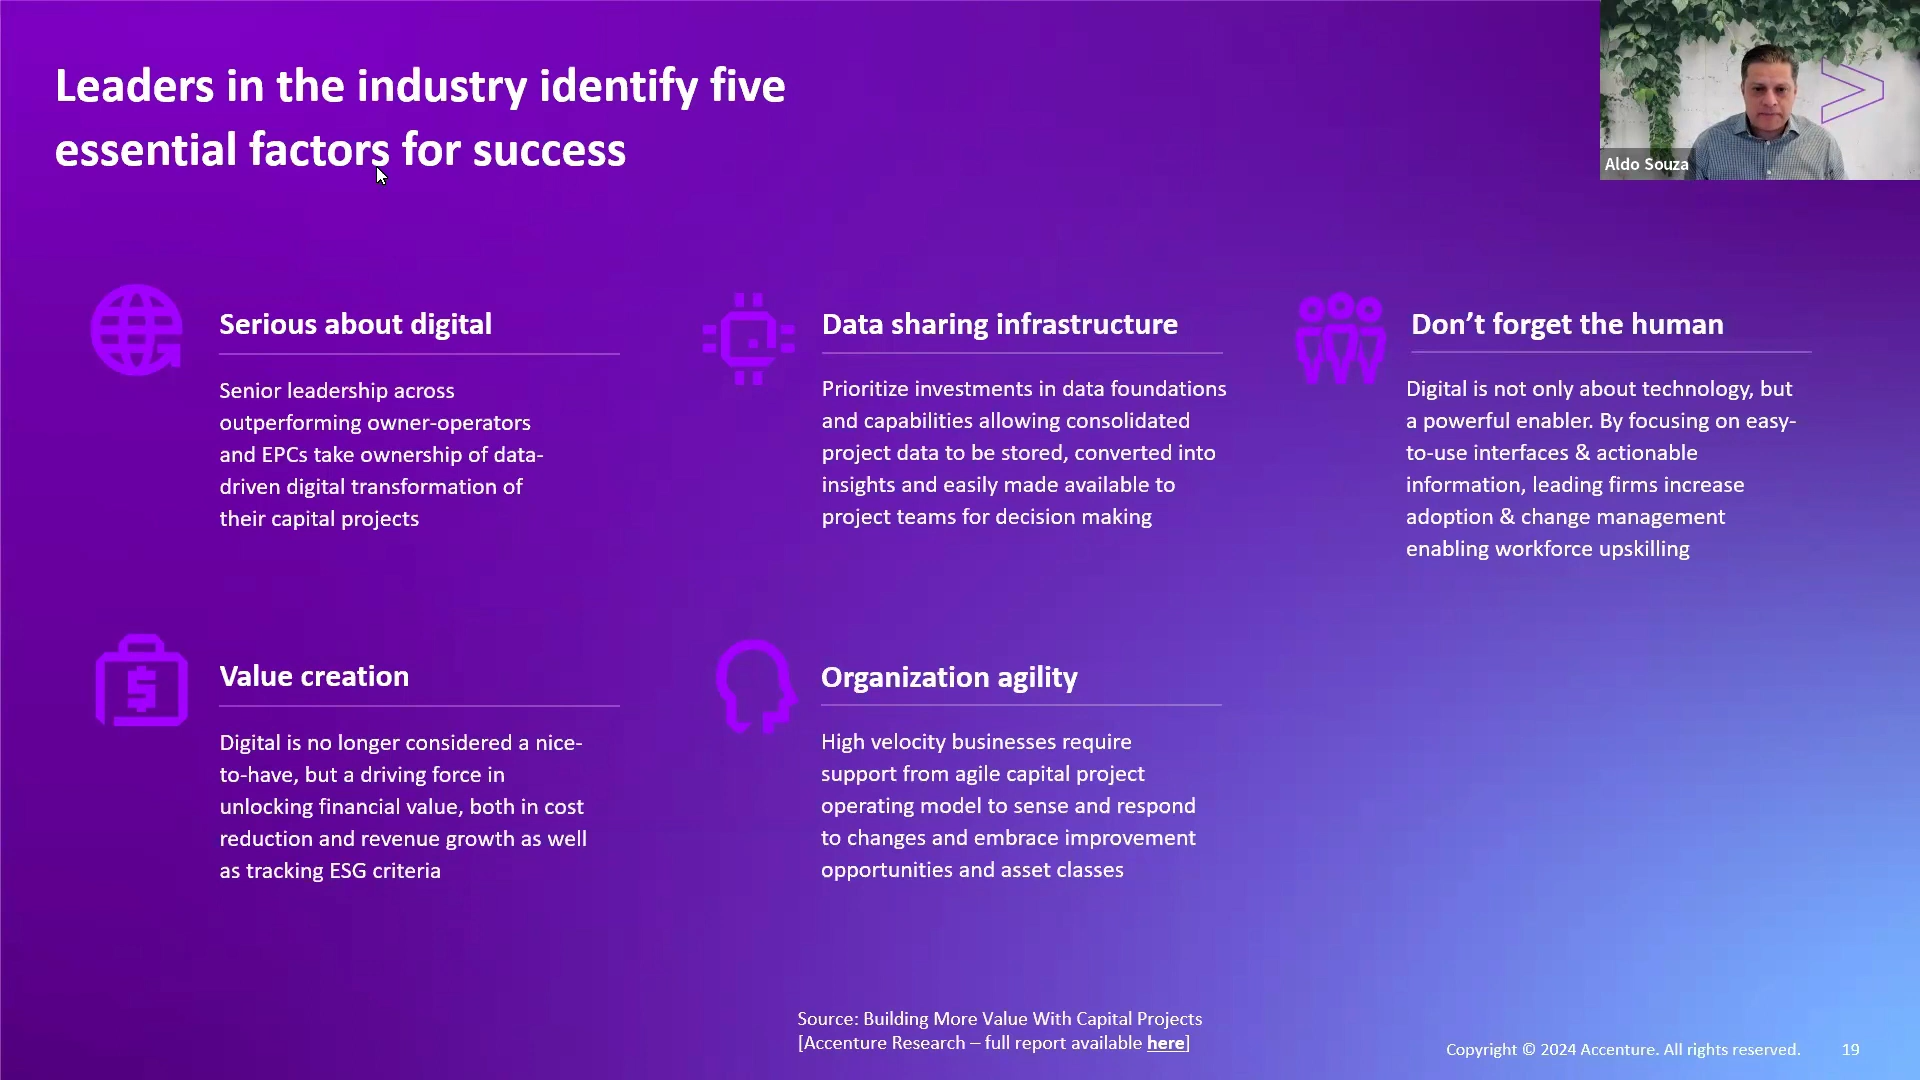 Leaders in the industry identify five
essential factors for success
Aldo Souza
Serious about digital
Senior leadership across
outperforming owner-operators
and EPCs take ownership of data-
driven digital transformation of
their capital projects
Data sharing infrastructure
Prioritize investments in data foundations
and capabilities allowing consolidated
project data to be stored, converted into
insights and easily made available to
project teams for decision making
Don’t forget the human
Digital is not only about technology, but
a powerful enabler. By focusing on easy-
to-use interfaces & actionable
information, leading firms increase
adoption & change management
enabling workforce upskilling
Value creation
Digital is no longer considered a nice-
to-have, but a driving force in
unlocking financial value, both in cost
reduction and revenue growth as well
as tracking ESG criteria
Organization agility
High velocity businesses require
support from agile capital project
operating model to sense and respond
to changes and embrace improvement
opportunities and asset classes
Source: Building More Value With Capital Projects
[Accenture Research – full report available here]
Copyright © 2024 Accenture. All rights reserved. 19